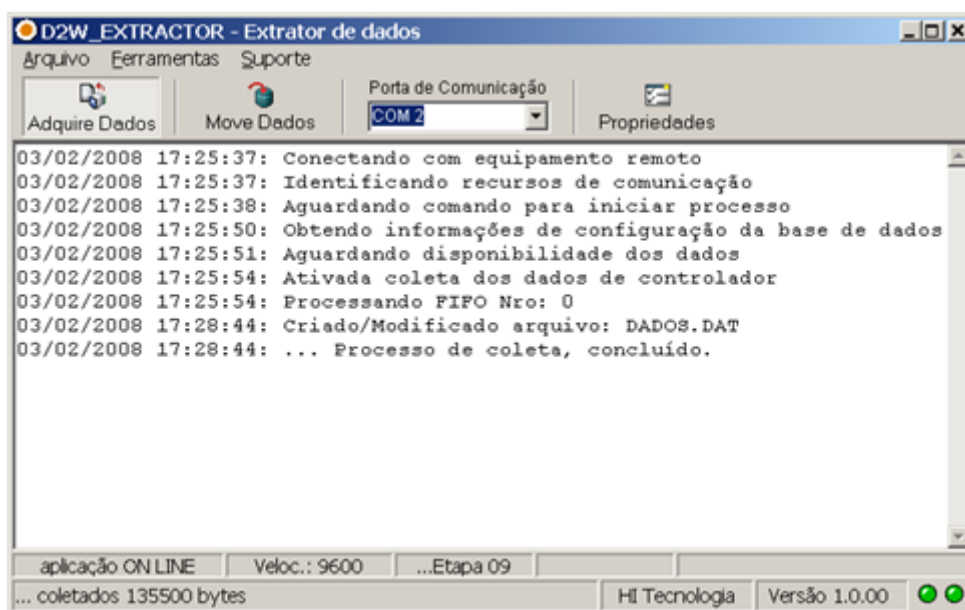 D2W_EXTRACTOR - Extrator de dados
Arquivo Ferramentas Suporte
Porta de Comunicação
COM 2
Adquire Dados Move Dados Propriedades
03/02/2008 17:25:37: Conectando com equipamento remoto
03/02/2008 17:25:37: Identificando recursos de comunicação
03/02/2008 17:25:38: Aguardando comando para iniciar processo
03/02/2008 17:25:50: Obtendo informações de configuração da base de dados
03/02/2008 17:25:51: Aguardando disponibilidade dos dados
03/02/2008 17:25:54: Ativada coleta dos dados de controlador
03/02/2008 17:25:54: Processando FIFO Nro: 0
03/02/2008 17:28:44: Criado/Modificado arquivo: DADOS.DAT
03/02/2008 17:28:44: ... Processo de coleta, concluído.
aplicação ON LINE Veloc.: 9600 ...Etapa 09
... coletados 135500 bytes HI Tecnologia Versão 1.0.00